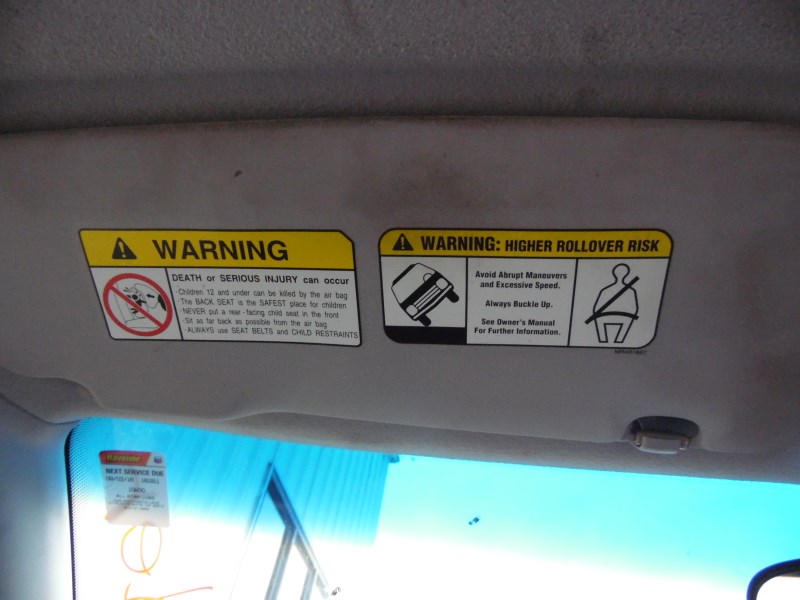 WARNING
DEATH or SERIOUS INJURY can occur
·Children 12 and under can be killed by the air bag
·The BACK SEAT is the SAFEST place for children
·NEVER put a rear-facing child seat in the front
·Sit as far back as possible from the air bag
·ALWAYS use SEAT BELTS and CHILD RESTRAINTS
WARNING: HIGHER ROLLOVER RISK
Avoid Abrupt Maneuvers
and Excessive Speed.
Always Buckle Up.
See Owner's Manual
For Further Information.
NEXT SERVICE DUE